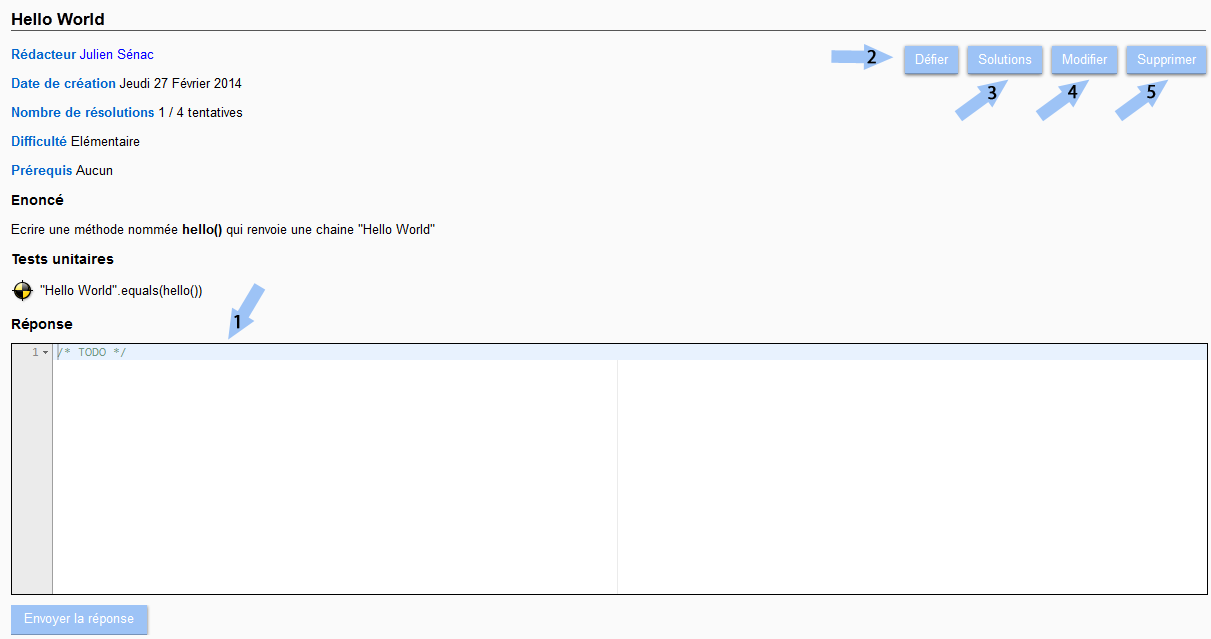 Hello World
Rédacteur Julien Sénac
2 Défier Solutions Modifier Supprimer
Date de création Jeudi 27 Février 2014
3 4 5
Nombre de résolutions 1 / 4 tentatives
Difficulté Elémentaire
Prérequis Aucun
Enoncé
Ecrire une méthode nommée hello() qui renvoie une chaine "Hello World"
Tests unitaires
"Hello World".equals(hello())
1
Réponse
1 /* TODO */
Envoyer la réponse